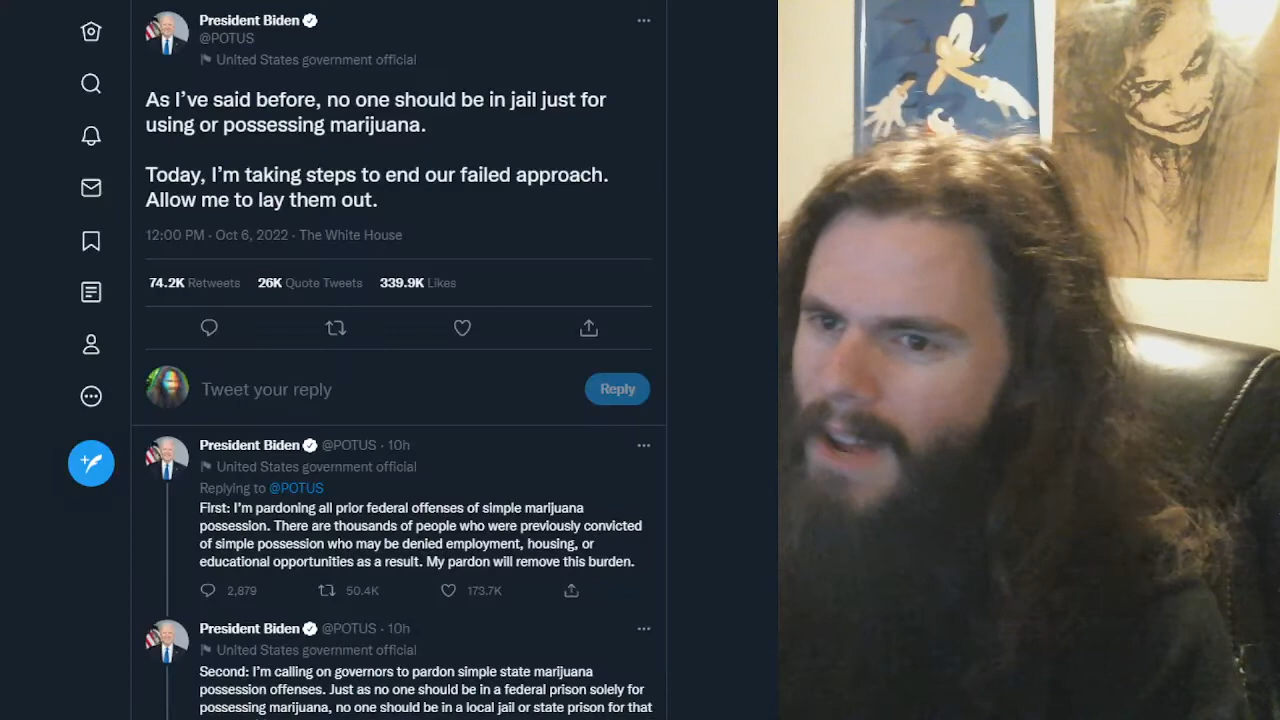 President Biden
@POTUS
United States government official
As I've said before, no one should be in jail just for
using or possessing marijuana.
Today, I'm taking steps to end our failed approach.
Allow me to lay them out.
12:00 PM · Oct 6, 2022 · The White House
74.2K Retweets 26K Quote Tweets 339.9K Likes
Tweet your reply
Reply
President Biden @POTUS · 10h
United States government official
Replying to @POTUS
First: I'm pardoning all prior federal offenses of simple marijuana
possession. There are thousands of people who were previously convicted
of simple possession who may be denied employment, housing, or
educational opportunities as a result. My pardon will remove this burden.
2,879 50.4K 173.7K
President Biden @POTUS · 10h
United States government official
Second: I'm calling on governors to pardon simple state marijuana
possession offenses. Just as no one should be in a federal prison solely for
possessing marijuana, no one should be in a local jail or state prison for that